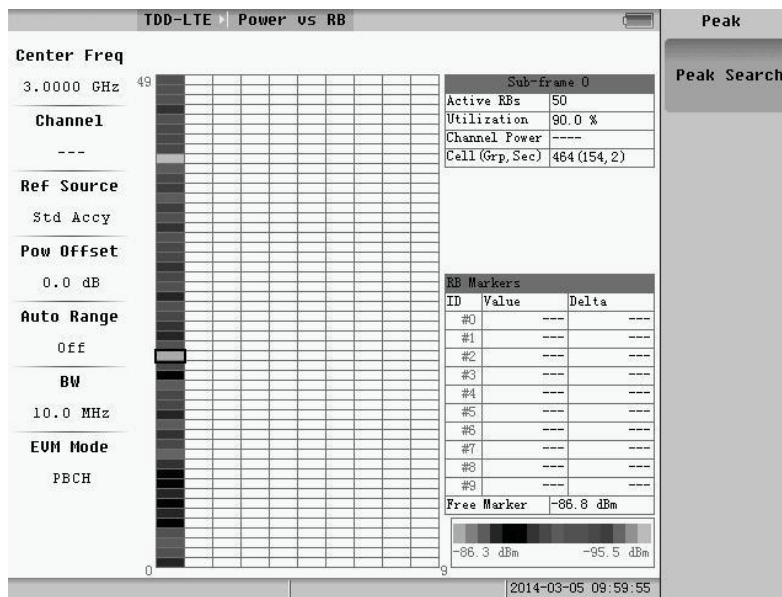 TDD-LTE Power vs RB
Peak
Peak Search
Center Freq
3.0000 GHz
Channel
---
Ref Source
Std Accy
Pow Offset
0.0 dB
Auto Range
Off
BW
10.0 MHz
EVM Mode
PBCH
49
0
9
Sub-frame 0
Active RBs 50
Utilization 90.0 %
Channel Power ----
Cell(Grp,Sec) 464(154,2)
RB Markers
ID Value Delta
#0 --- ---
#1 --- ---
#2 --- ---
#3 --- ---
#4 --- ---
#5 --- ---
#6 --- ---
#7 --- ---
#8 --- ---
#9 --- ---
Free Marker -86.8 dBm
-86.3 dBm -95.5 dBm
2014-03-05 09:59:55